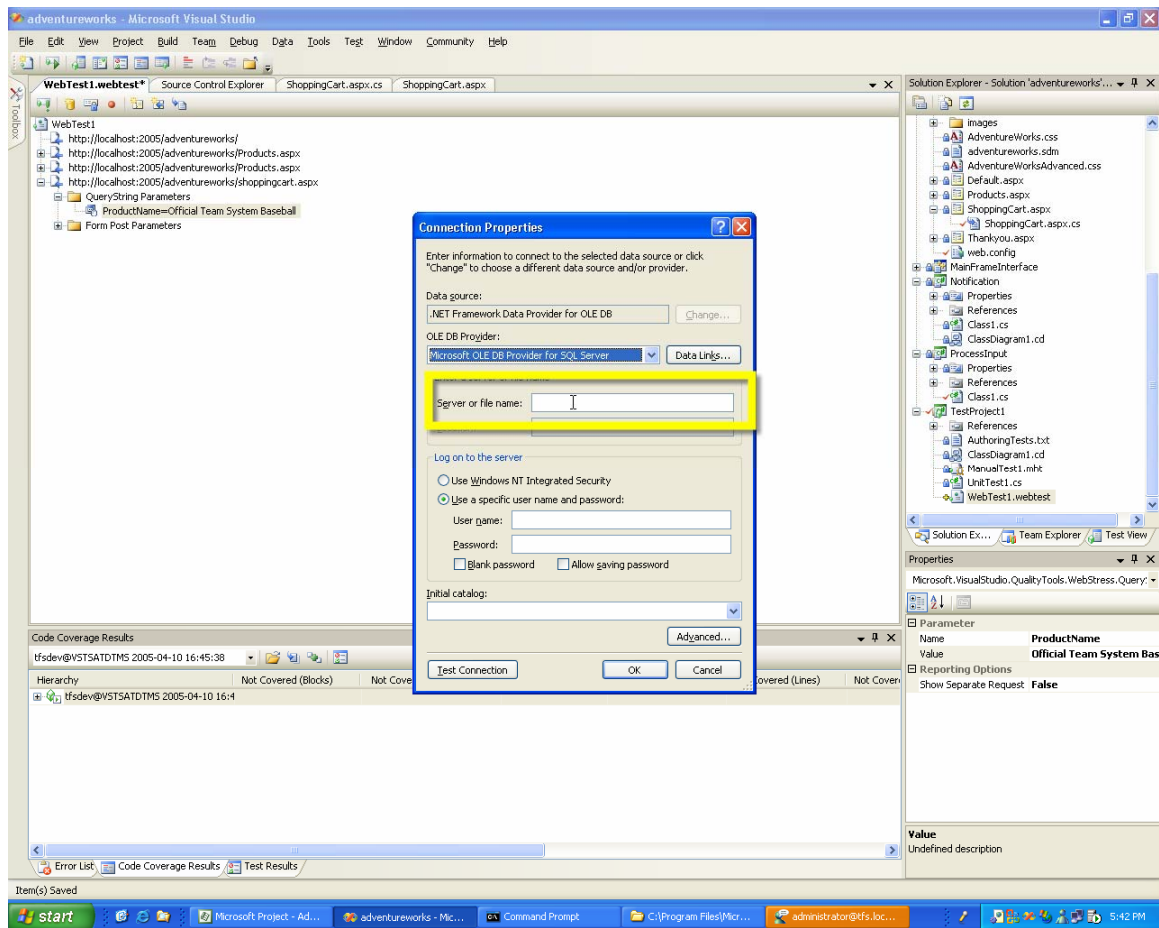 adventureworks - Microsoft Visual Studio
File Edit View Project Build Team Debug Data Tools Test Window Community Help
WebTest1.webtest* Source Control Explorer ShoppingCart.aspx.cs ShoppingCart.aspx
Toolbox
WebTest1
http://localhost:2005/adventureworks/
http://localhost:2005/adventureworks/Products.aspx
http://localhost:2005/adventureworks/Products.aspx
http://localhost:2005/adventureworks/shoppingcart.aspx
QueryString Parameters
ProductName=Official Team System Baseball
Form Post Parameters
Connection Properties
Enter information to connect to the selected data source or click
"Change" to choose a different data source and/or provider.
Data source:
.NET Framework Data Provider for OLE DB Change...
OLE DB Provider:
Microsoft OLE DB Provider for SQL Server Data Links...
Server or file name:
Log on to the server
Use Windows NT Integrated Security
Use a specific user name and password:
User name:
Password:
Blank password Allow saving password
Initial catalog:
Advanced...
Test Connection OK Cancel
Solution Explorer - Solution 'adventureworks'...
images
AdventureWorks.css
adventureworks.sdm
AdventureWorksAdvanced.css
Default.aspx
Products.aspx
ShoppingCart.aspx
ShoppingCart.aspx.cs
Thankyou.aspx
web.config
MainFrameInterface
Notification
Properties
References
Class1.cs
ClassDiagram1.cd
ProcessInput
Properties
References
Class1.cs
TestProject1
References
AuthoringTests.txt
ClassDiagram1.cd
ManualTest1.mht
UnitTest1.cs
WebTest1.webtest
Solution Ex... Team Explorer Test View
Properties
Microsoft.VisualStudio.QualityTools.WebStress.Query:
Parameter
Name ProductName
Value Official Team System Bas
Reporting Options
Show Separate Request False
Value
Undefined description
Code Coverage Results
tfsdev@VSTSATDTMS 2005-04-10 16:45:38
Hierarchy Not Covered (Blocks) Not Cove overed (Lines) Not Cover
tfsdev@VSTSATDTMS 2005-04-10 16:4
Error List Code Coverage Results Test Results
Item(s) Saved
start Microsoft Project - Ad... adventureworks - Mic... Command Prompt C:\Program Files\Micr... administrator@tfs.loc... 5:42 PM